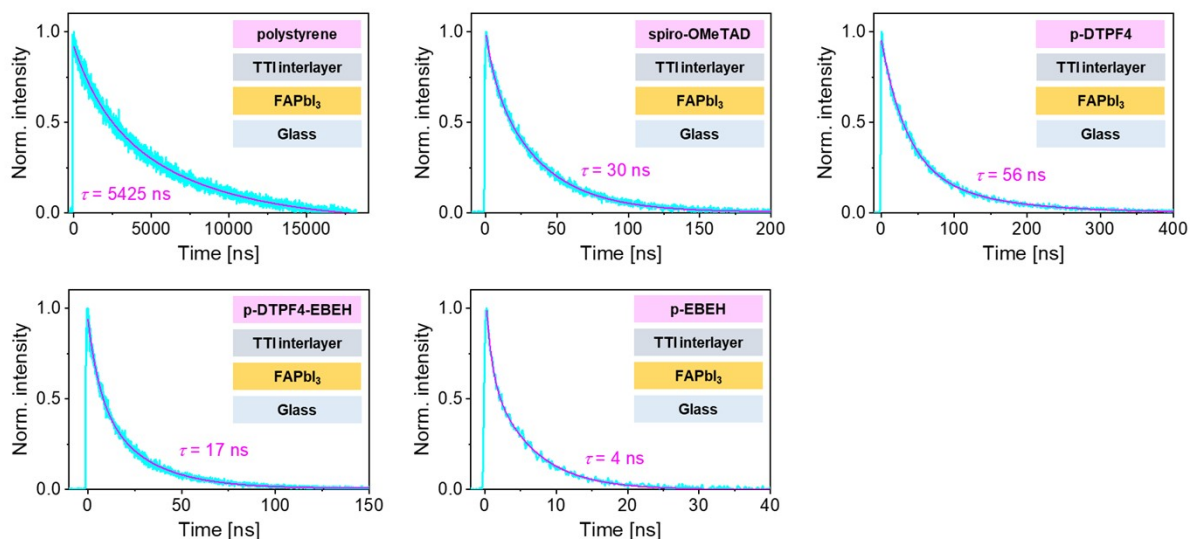 Norm. intensity
1.0
0.5
0.0
polystyrene
TTI interlayer
FAPbI₃
Glass
τ = 5425 ns
0 5000 10000 15000
Time [ns]
Norm. intensity
1.0
0.5
0.0
spiro-OMeTAD
TTI interlayer
FAPbI₃
Glass
τ = 30 ns
0 50 100 150 200
Time [ns]
Norm. intensity
1.0
0.5
0.0
p-DTPF4
TTI interlayer
FAPbI₃
Glass
τ = 56 ns
0 100 200 300 400
Time [ns]
Norm. intensity
1.0
0.5
0.0
p-DTPF4-EBEH
TTI interlayer
FAPbI₃
Glass
τ = 17 ns
0 50 100 150
Time [ns]
Norm. intensity
1.0
0.5
0.0
p-EBEH
TTI interlayer
FAPbI₃
Glass
τ = 4 ns
0 10 20 30 40
Time [ns]